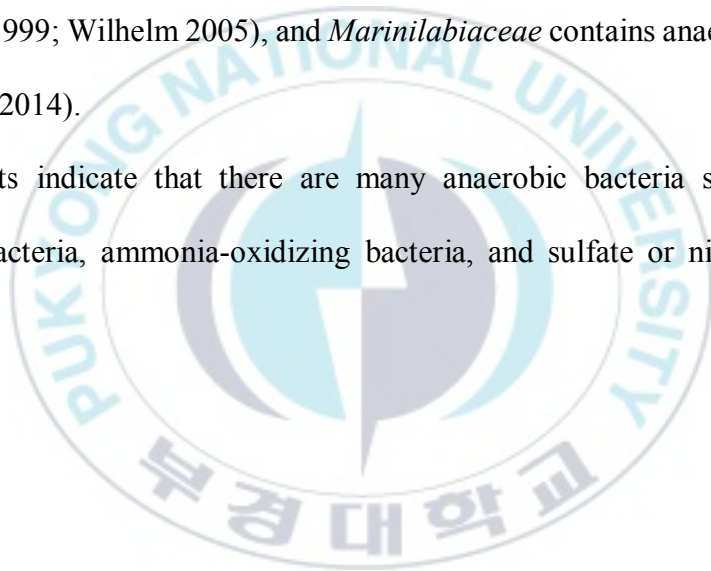 999; Wilhelm 2005), and Marinilabiaceae contains anae
2014).
ts indicate that there are many anaerobic bacteria s
acteria, ammonia-oxidizing bacteria, and sulfate or ni
PUKYONG NATIONAL UNIVERSITY
부경대학교